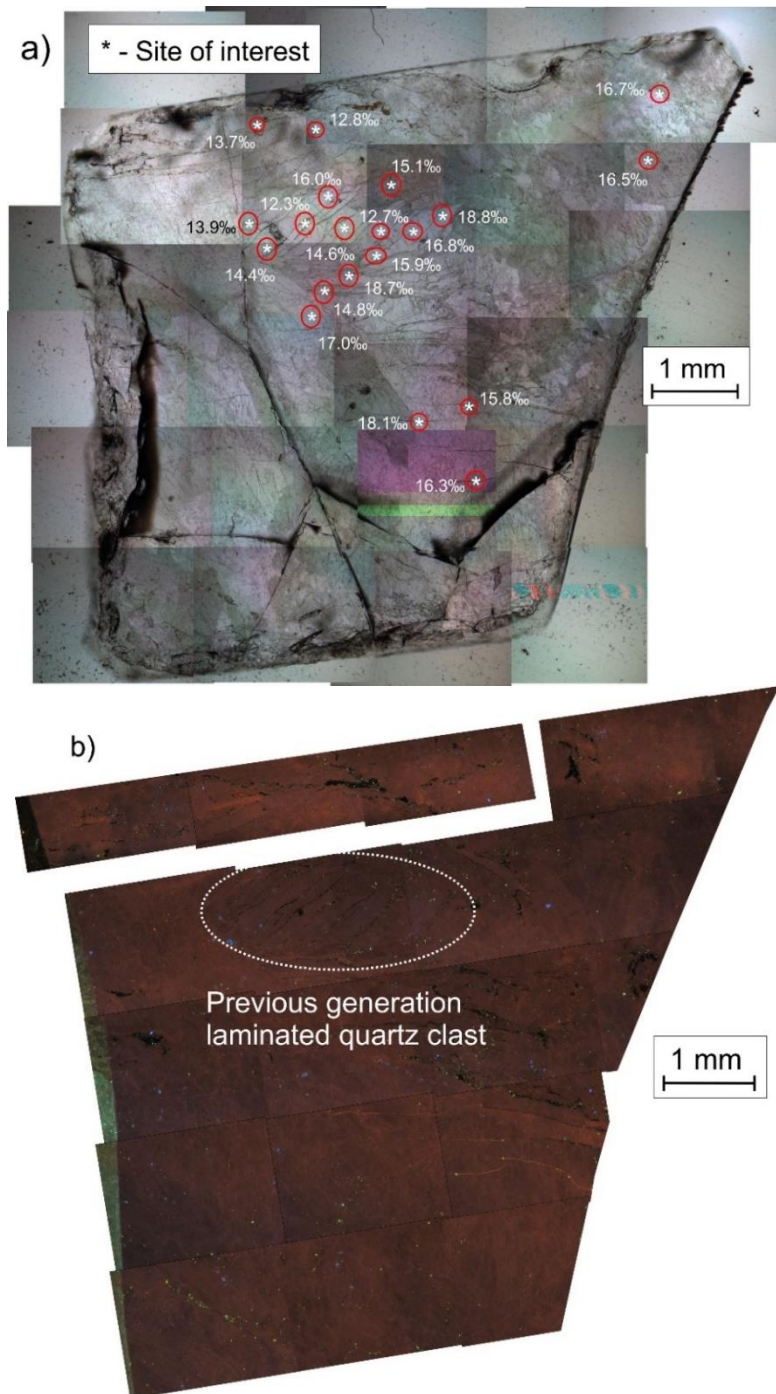 a)
* - Site of interest
16.7‰
13.7‰
12.8‰
15.1‰
16.5‰
16.0‰
12.3‰
12.7‰
18.8‰
13.9‰
14.6‰
16.8‰
14.4‰
15.9‰
18.7‰
14.8‰
17.0‰
1 mm
15.8‰
18.1‰
16.3‰
b)
Previous generation
laminated quartz clast
1 mm